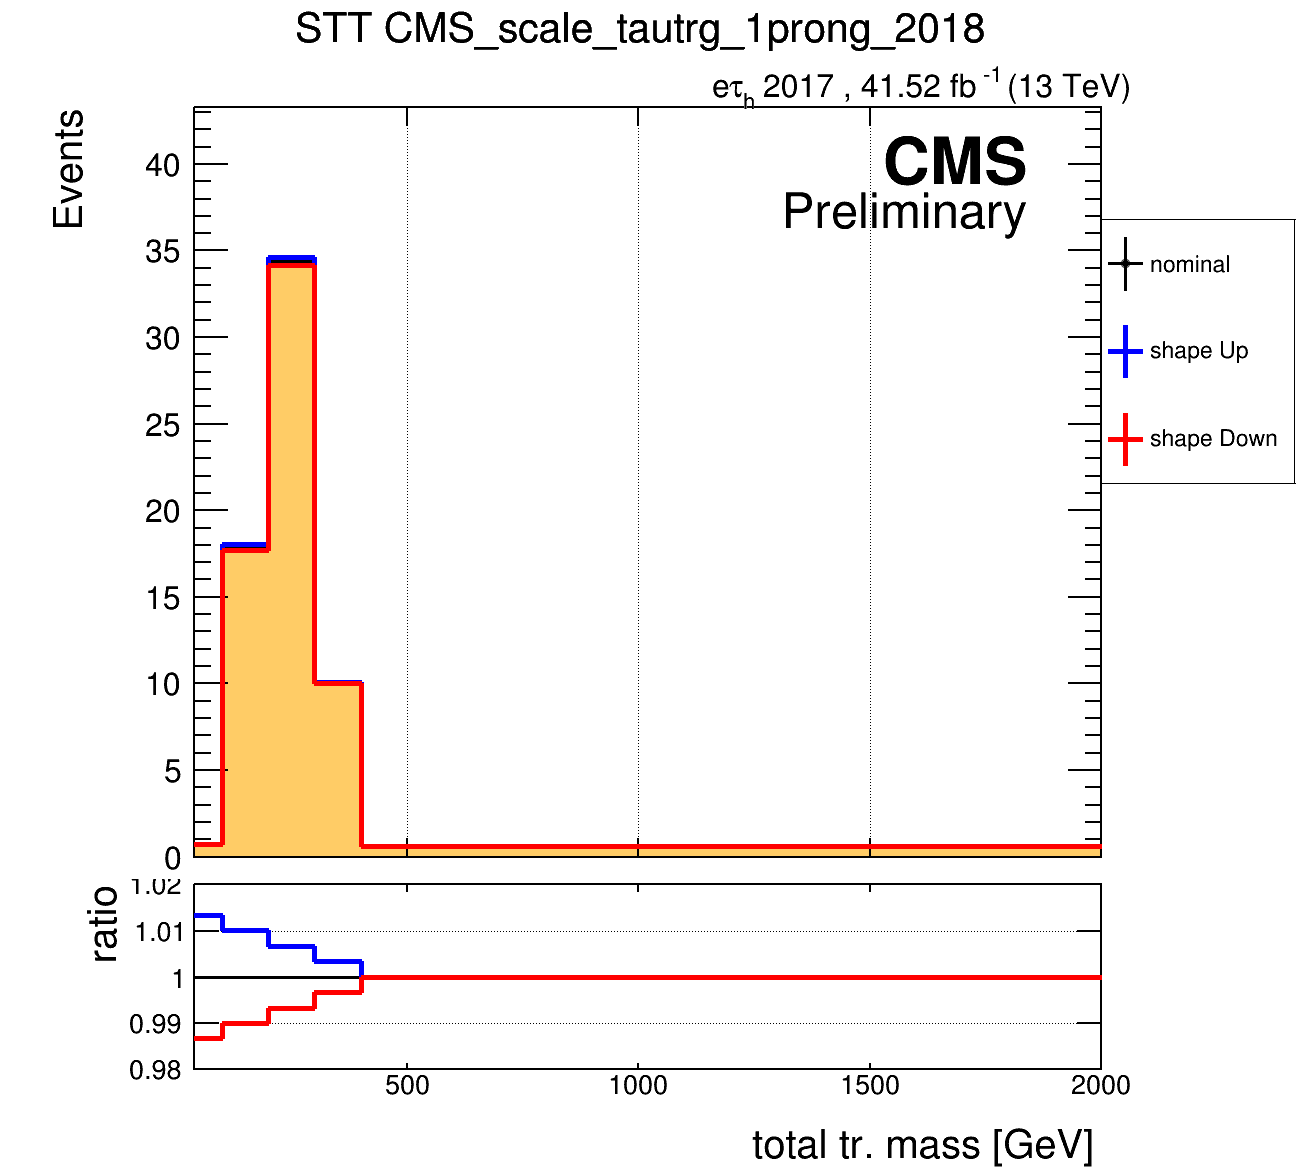 STT CMS_scale_tautrg_1prong_2018
eτh 2017 , 41.52 fb -1 (13 TeV)
Events
CMS
Preliminary
40
35
30
25
20
15
10
5
0
nominal
shape Up
shape Down
ratio
1.02
1.01
1
0.99
0.98
500 1000 1500 2000
total tr. mass [GeV]